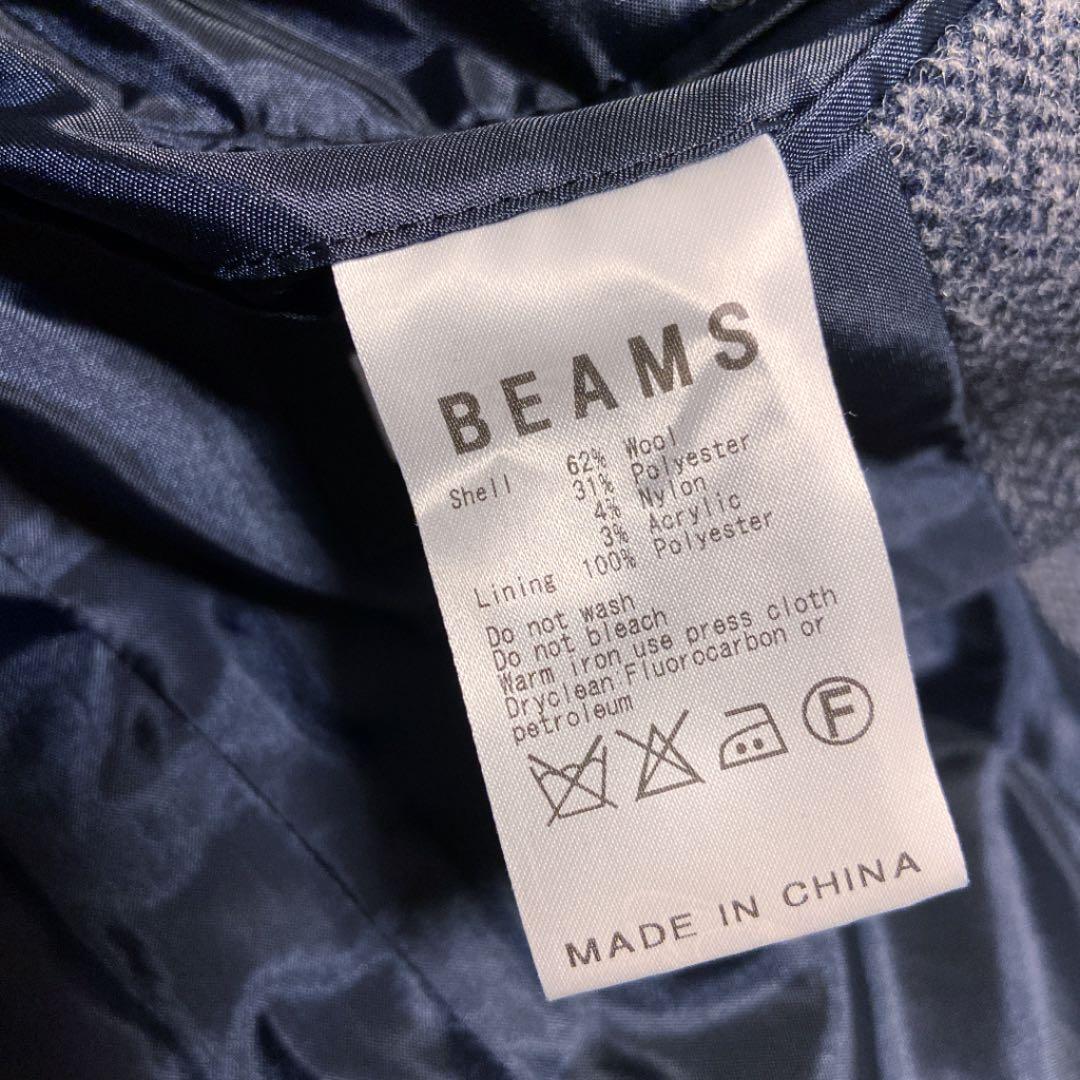 BEAMS
Shell 62% Wool
31% Polyester
4% Nylon
3% Acrylic
Lining 100% Polyester
Do not wash
Do not bleach
Warm iron use press cloth
Dryclean:Fluorocarbon or
petroleum
F
MADE IN CHINA